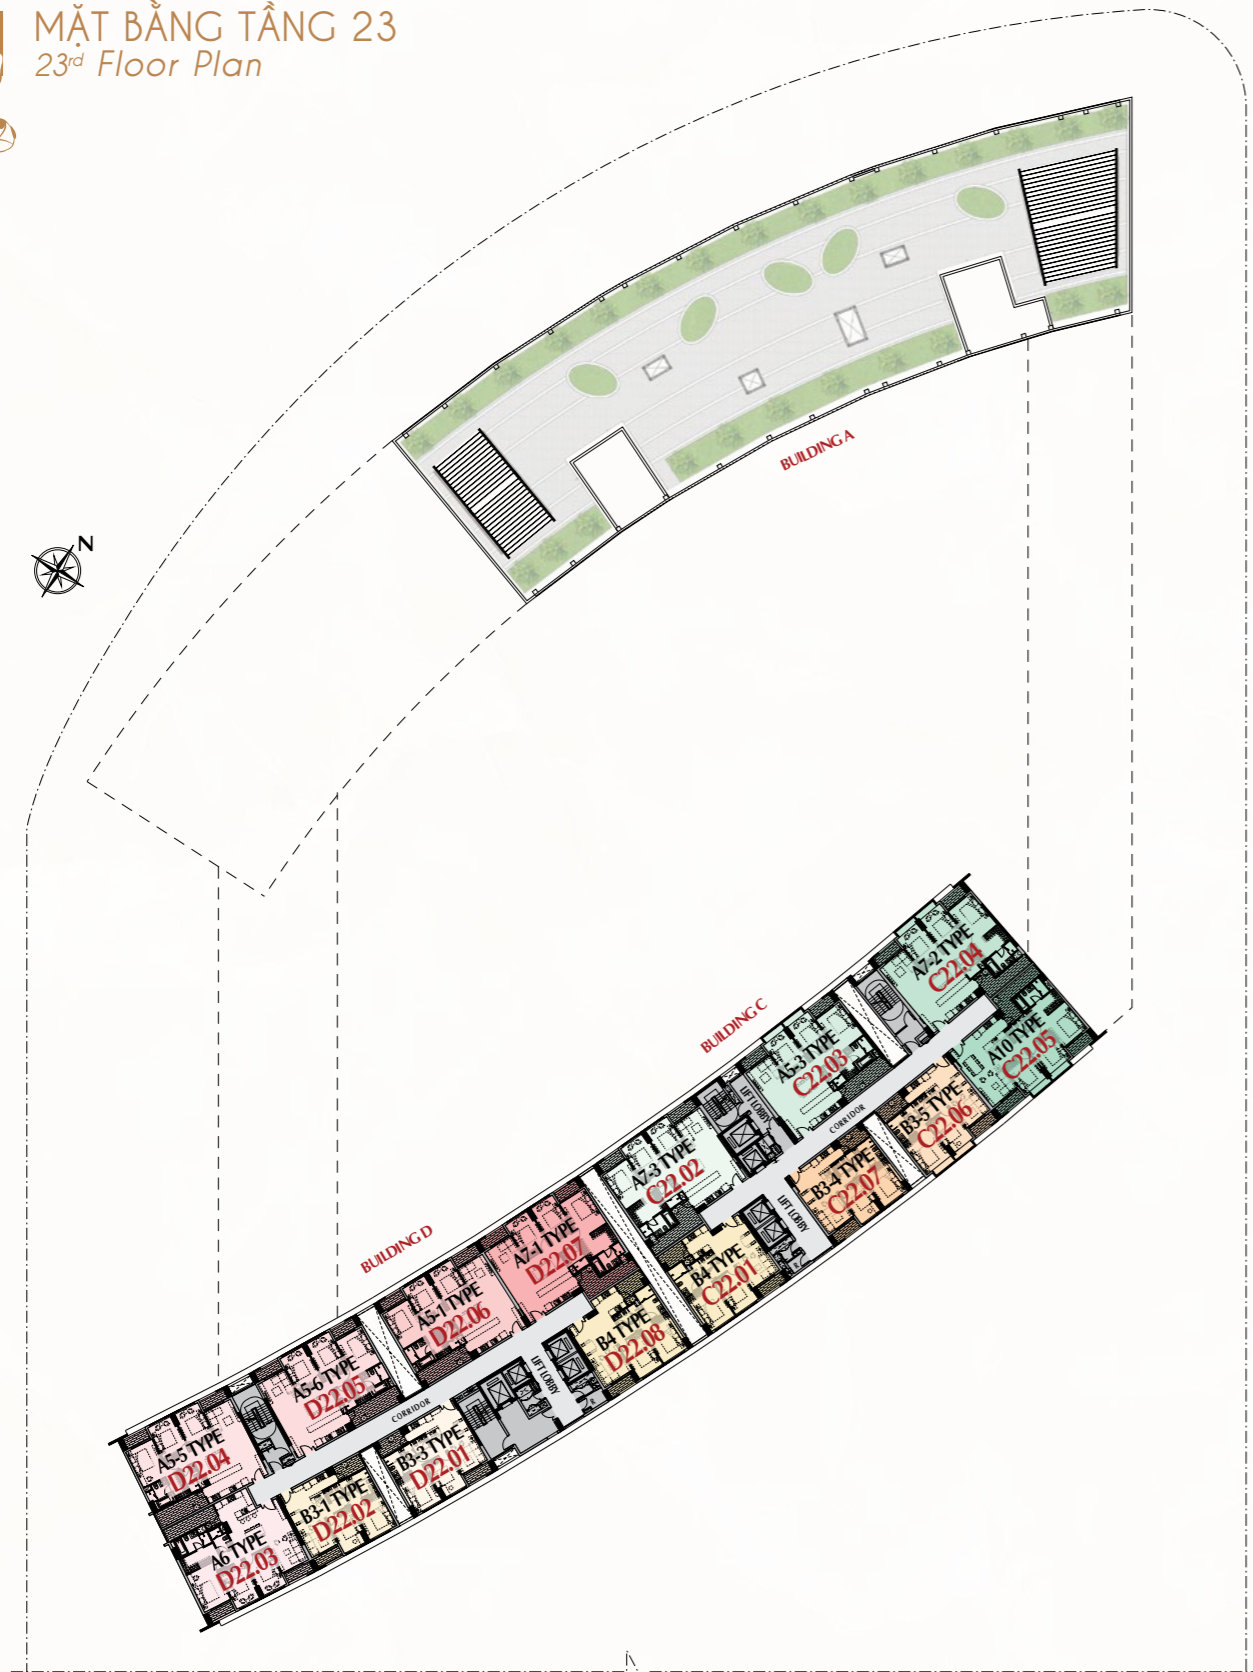 MẶT BẰNG TẦNG 23
23rd Floor Plan
BUILDING A
N
A7-2 TYPE
C22.04
A10 TYPE
C22.05
BUILDING C
A5-3 TYPE
C22.03
B3-5 TYPE
C22.06
CORRIDOR
LIFT LOBBY
A7-3 TYPE
C22.02
B3-4 TYPE
C22.07
LIFT LOBBY
B4 TYPE
C22.01
BUILDING D
A7-1 TYPE
D22.07
A5-1 TYPE
D22.06
B4 TYPE
D22.08
LIFT LOBBY
A5-6 TYPE
D22.05
CORRIDOR
B3-3 TYPE
D22.01
A5-5 TYPE
D22.04
B3-1 TYPE
D22.02
A6 TYPE
D22.03